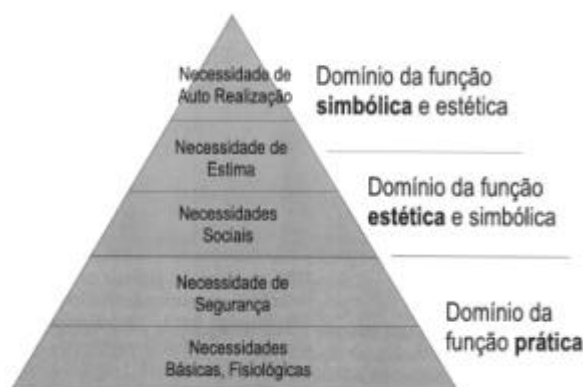 Necessidade de
Auto Realização
Domínio da função
simbólica e estética
Necessidade de
Estima
Domínio da função
estética e simbólica
Necessidades
Sociais
Necessidade de
Segurança
Domínio da
função prática
Necessidades
Básicas, Fisiológicas